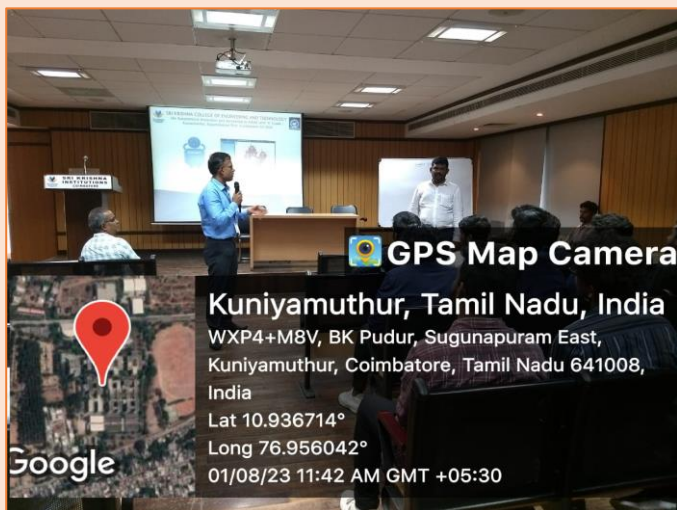 SRI KRISHNA COLLEGE OF ENGINEERING AND TECHNOLOGY
SRI KRISHNA
INSTITUTIONS
COIMBATORE
GPS Map Camera
Kuniyamuthur, Tamil Nadu, India
WXP4+M8V, BK Pudur, Sugunapuram East,
Kuniyamuthur, Coimbatore, Tamil Nadu 641008,
India
Lat 10.936714°
Long 76.956042°
01/08/23 11:42 AM GMT +05:30
Google